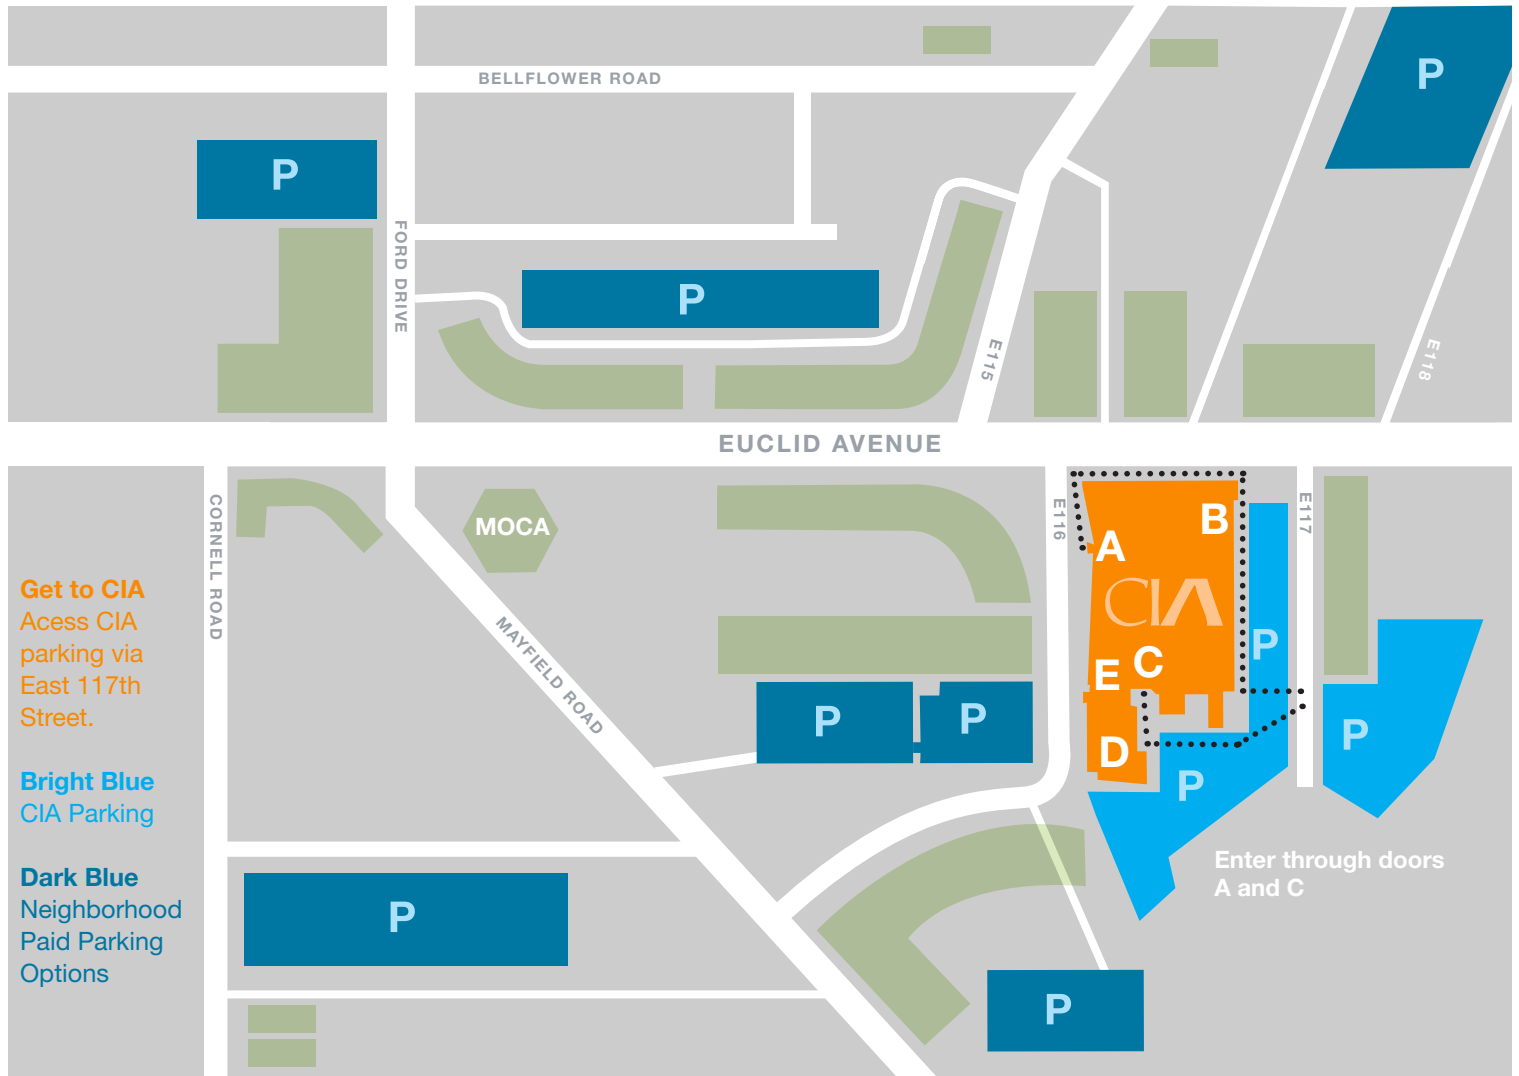 P
BELLFLOWER ROAD
P
FORD DRIVE
P
E115
E118
EUCLID AVENUE
CORNELL ROAD
MOCA
E116
E117
B
A
CIA
Get to CIA
Acess CIA
parking via
East 117th
Street.
MAYFIELD ROAD
P
C
E
P
P
P
D
P
Bright Blue
CIA Parking
Enter through doors
A and C
Dark Blue
Neighborhood
Paid Parking
Options
P
P